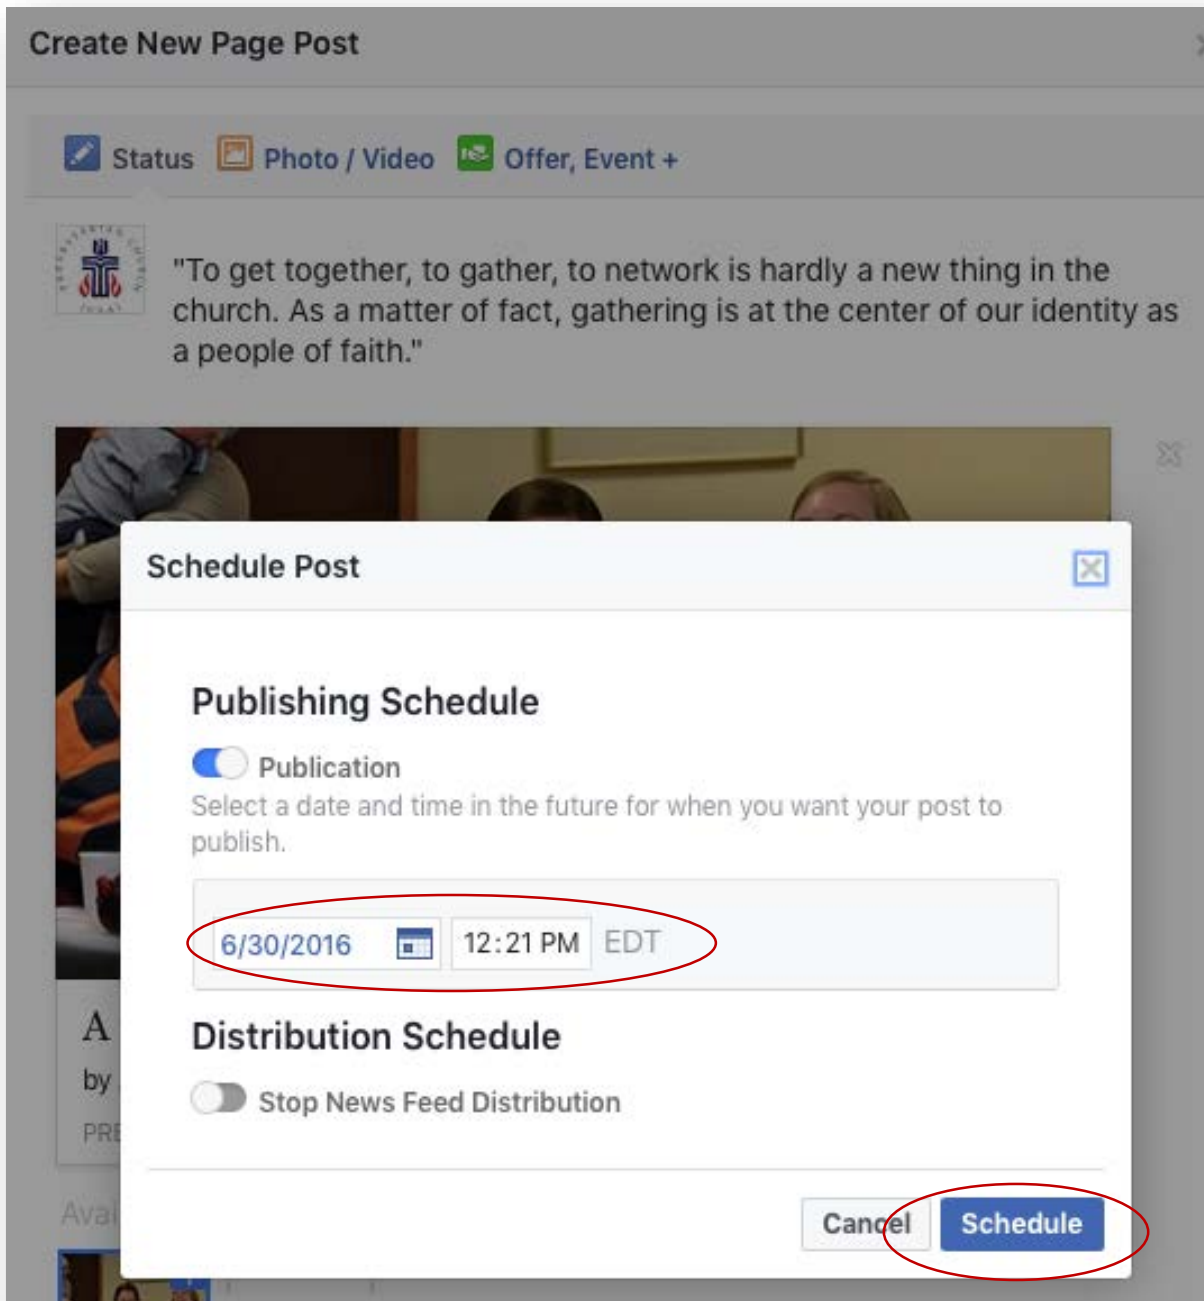 Create New Page Post
Status Photo / Video Offer, Event +
"To get together, to gather, to network is hardly a new thing in the
church. As a matter of fact, gathering is at the center of our identity as
a people of faith."
Schedule Post
Publishing Schedule
Publication
Select a date and time in the future for when you want your post to
publish.
6/30/2016 12:21 PM EDT
A
Distribution Schedule
by
Stop News Feed Distribution
PRE
Avai
Cancel Schedule